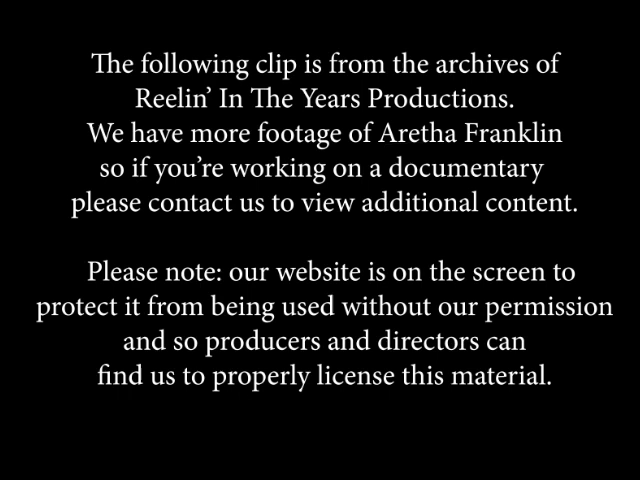 The following clip is from the archives of
Reelin’ In The Years Productions.
We have more footage of Aretha Franklin
so if you’re working on a documentary
please contact us to view additional content.
Please note: our website is on the screen to
protect it from being used without our permission
and so producers and directors can
find us to properly license this material.